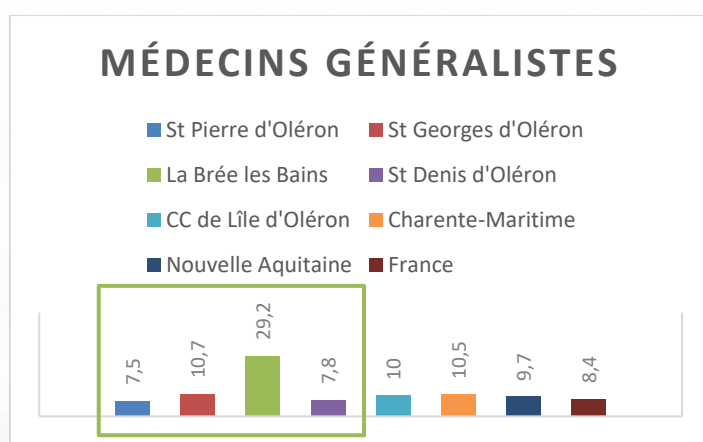 MÉDECINS GÉNÉRALISTES
St Pierre d'Oléron St Georges d'Oléron
La Brée les Bains St Denis d'Oléron
CC de Lîle d'Oléron Charente-Maritime
Nouvelle Aquitaine France
7,5 10,7 29,2 7,8 10 10,5 9,7 8,4